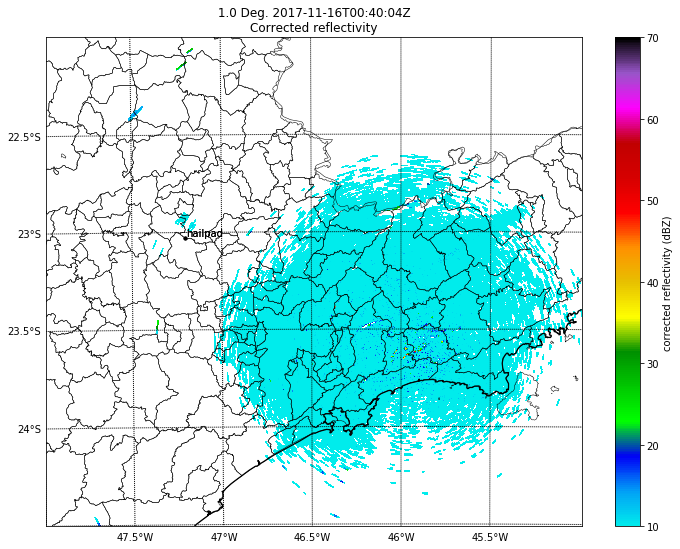 1.0 Deg. 2017-11-16T00:40:04Z
Corrected reflectivity
70
60
50
40
30
20
10
corrected reflectivity (dBZ)
22.5°S
23°S
23.5°S
24°S
hailpad
47.5°W
47°W
46.5°W
46°W
45.5°W